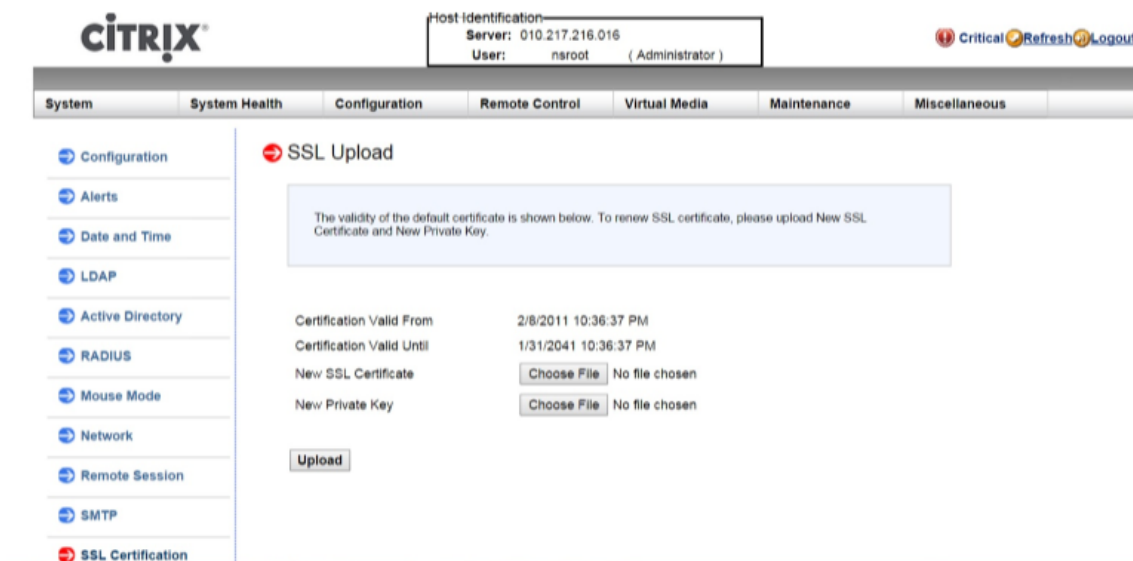 CİTRIX
Host Identification
Server: 010.217.216.016
User: nsroot ( Administrator )
Critical Refresh Logout
System System Health Configuration Remote Control Virtual Media Maintenance Miscellaneous
Configuration
Alerts
Date and Time
LDAP
Active Directory
RADIUS
Mouse Mode
Network
Remote Session
SMTP
SSL Certification
SSL Upload
The validity of the default certificate is shown below. To renew SSL certificate, please upload New SSL
Certificate and New Private Key.
Certification Valid From 2/8/2011 10:36:37 PM
Certification Valid Until 1/31/2041 10:36:37 PM
New SSL Certificate Choose File No file chosen
New Private Key Choose File No file chosen
Upload